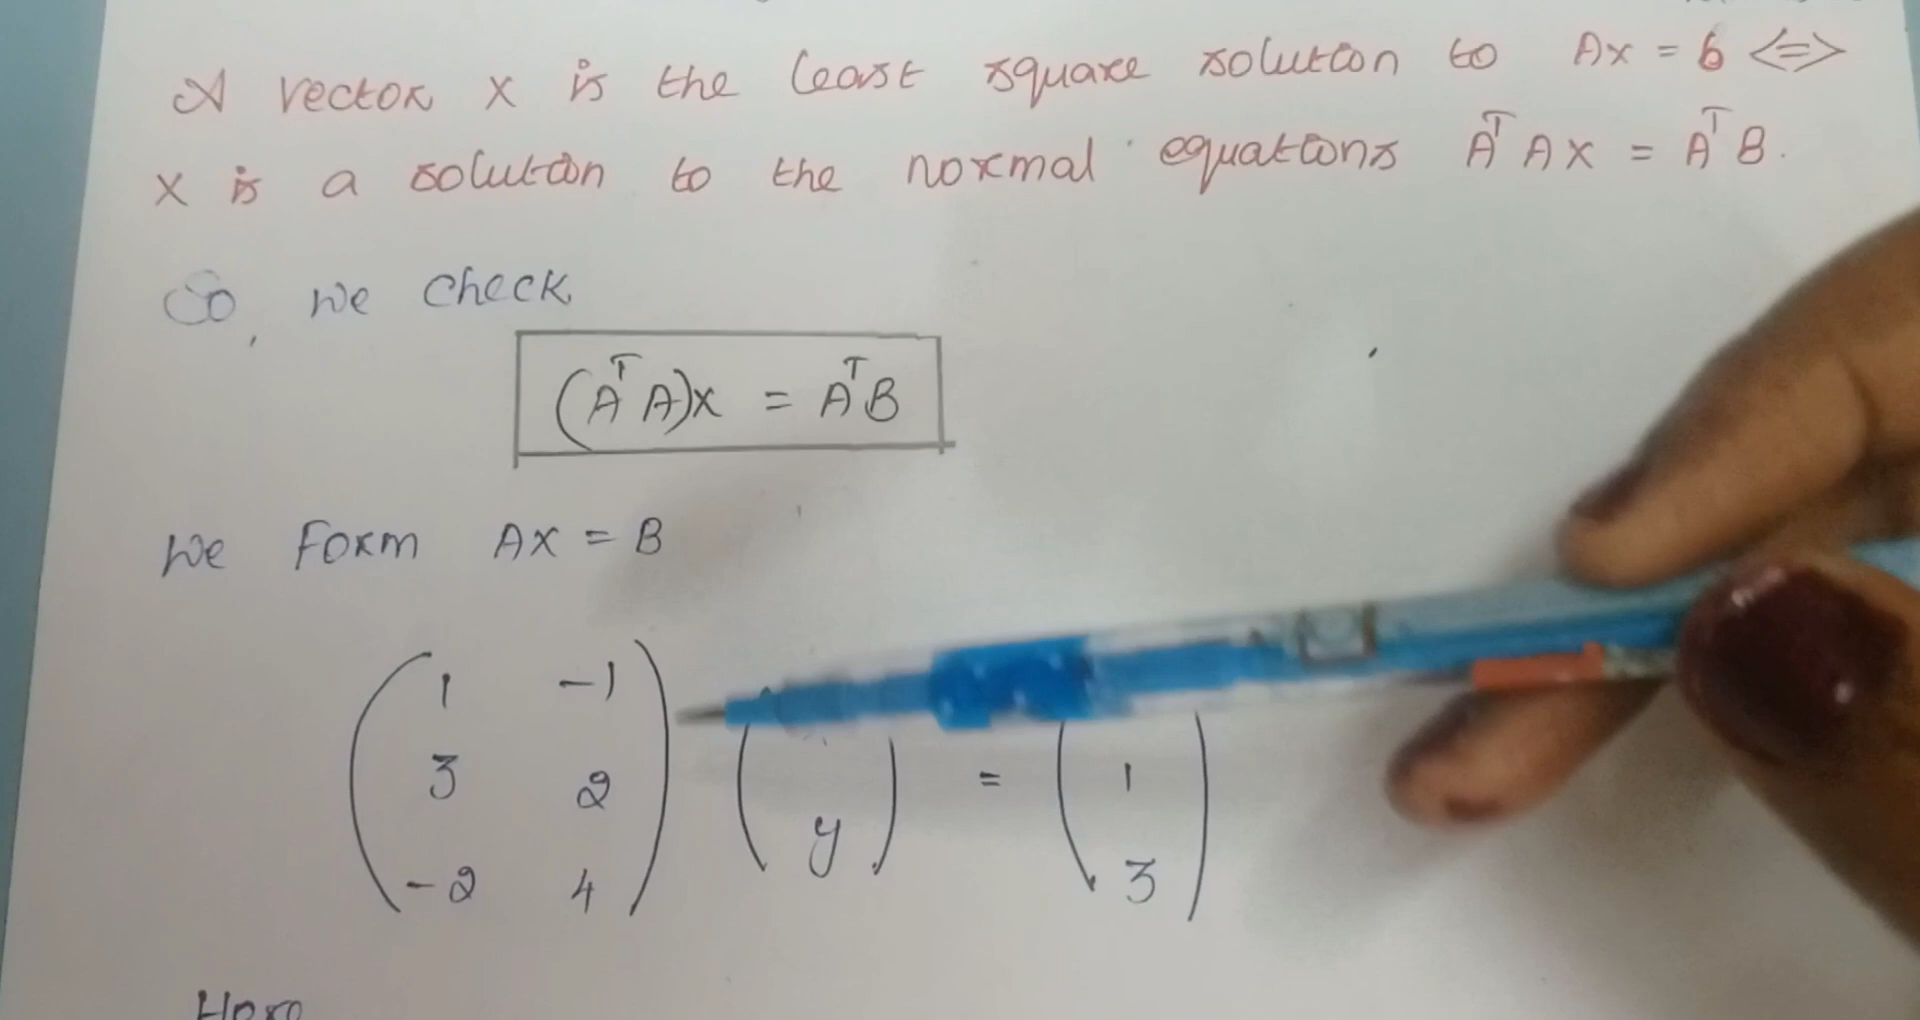 A vector x is the least square solution to Ax = b <=>
x is a solution to the normal equations AᵀAx = AᵀB.
So, we check
(AᵀA)x = AᵀB
We Form Ax = B
1 -1
3 2 = 1
-2 4 y 3
Here